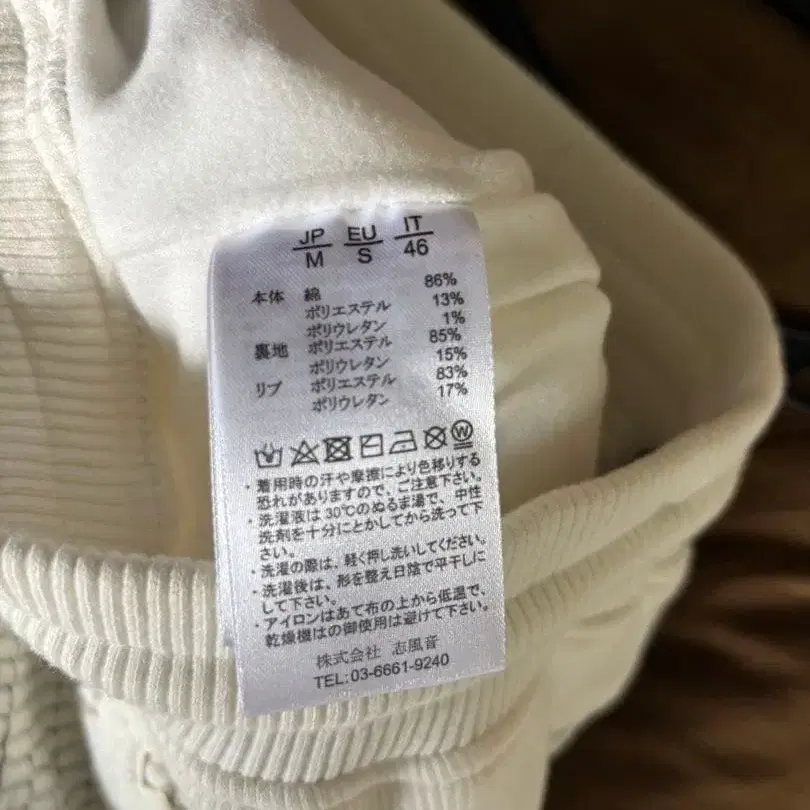 JP EU IT
M S 46
本体 綿 86%
ポリエステル 13%
ポリウレタン 1%
裏地 ポリエステル 85%
ポリウレタン 15%
リブ ポリエステル 83%
ポリウレタン 17%
W
・着用時の汗や摩擦により色移りする
恐れがありますので、ご注意下さい。
・洗濯液は30℃のぬるま湯で、中性
洗剤を十分にとかしてから洗って下
さい。
・洗濯の際は、軽く押し洗いしてください。
・洗濯後は、形を整え日陰で平干しに
して下さい。
・アイロンはあて布の上から低温で、
乾燥機はの御使用は避けて下さい。
株式会社 志風音
TEL:03-6661-9240